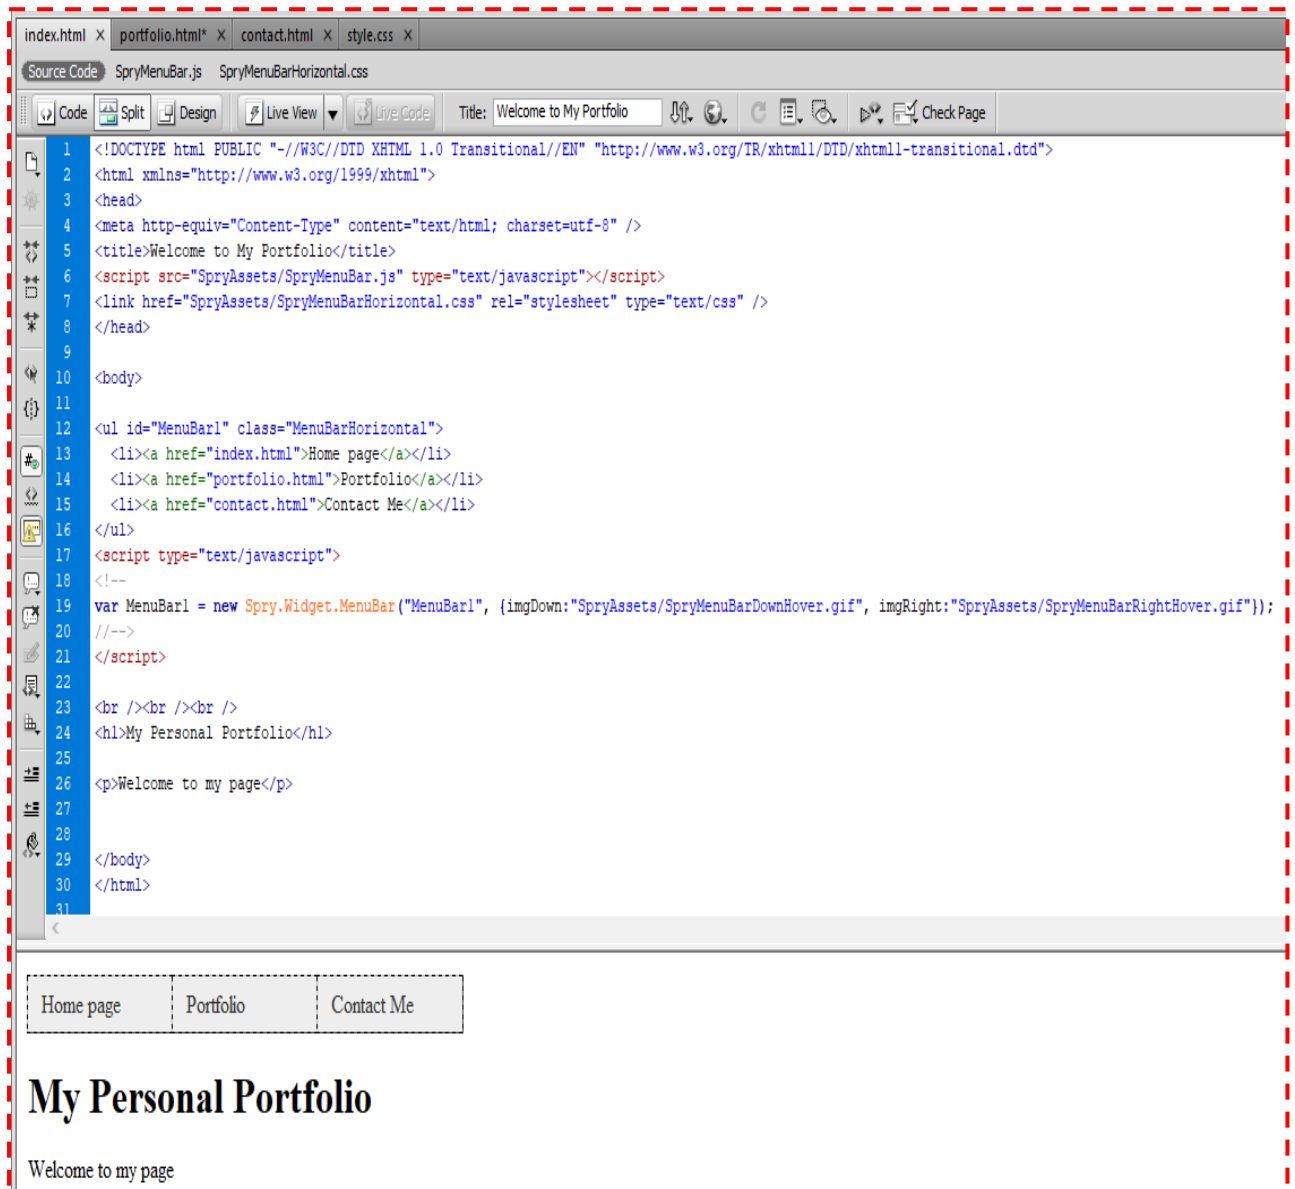 index.html × portfolio.html* × contact.html × style.css ×
Source Code SpryMenuBar.js SpryMenuBarHorizontal.css
Code Split Design Live View Live Code Title: Welcome to My Portfolio Check Page
1 <!DOCTYPE html PUBLIC "-//W3C//DTD XHTML 1.0 Transitional//EN" "http://www.w3.org/TR/xhtml1/DTD/xhtml1-transitional.dtd">
2 <html xmlns="http://www.w3.org/1999/xhtml">
3 <head>
4 <meta http-equiv="Content-Type" content="text/html; charset=utf-8" />
5 <title>Welcome to My Portfolio</title>
6 <script src="SpryAssets/SpryMenuBar.js" type="text/javascript"></script>
7 <link href="SpryAssets/SpryMenuBarHorizontal.css" rel="stylesheet" type="text/css" />
8 </head>
9
10 <body>
11
12 <ul id="MenuBar1" class="MenuBarHorizontal">
13 <li><a href="index.html">Home page</a></li>
14 <li><a href="portfolio.html">Portfolio</a></li>
15 <li><a href="contact.html">Contact Me</a></li>
16 </ul>
17 <script type="text/javascript">
18 <!--
19 var MenuBar1 = new Spry.Widget.MenuBar("MenuBar1", {imgDown:"SpryAssets/SpryMenuBarDownHover.gif", imgRight:"SpryAssets/SpryMenuBarRightHover.gif"});
20 //-->
21 </script>
22
23 <br /><br /><br />
24 <h1>My Personal Portfolio</h1>
25
26 <p>Welcome to my page</p>
27
28
29 </body>
30 </html>
31
Home page Portfolio Contact Me
My Personal Portfolio
Welcome to my page